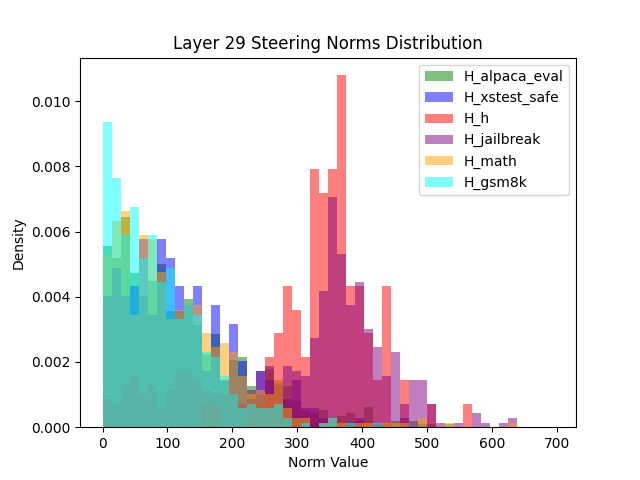 Layer 29 Steering Norms Distribution
H_alpaca_eval
H_xstest_safe
H_h
H_jailbreak
H_math
H_gsm8k
Density
0.010
0.008
0.006
0.004
0.002
0.000
0
100
200
300
400
500
600
700
Norm Value